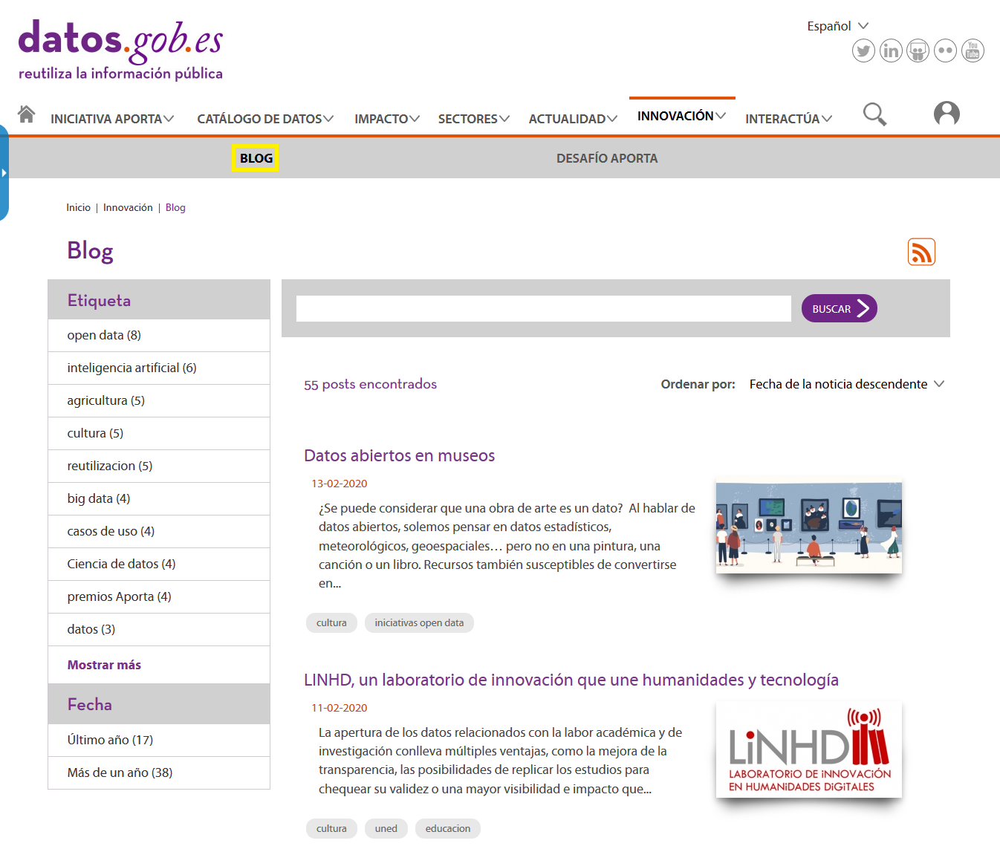 datos.gob.es
reutiliza la información pública
Español
You
Tube
INICIATIVA APORTA
CATÁLOGO DE DATOS
IMPACTO
SECTORES
ACTUALIDAD
INNOVACIÓN
INTERACTÚA
BLOG
DESAFÍO APORTA
Inicio | Innovación | Blog
Blog
Etiqueta
open data (8)
inteligencia artificial (6)
agricultura (5)
cultura (5)
reutilizacion (5)
big data (4)
casos de uso (4)
Ciencia de datos (4)
premios Aporta (4)
datos (3)
Mostrar más
Fecha
Último año (17)
Más de un año (38)
BUSCAR
55 posts encontrados
Ordenar por: Fecha de la noticia descendente
Datos abiertos en museos
13-02-2020
¿Se puede considerar que una obra de arte es un dato? Al hablar de
datos abiertos, solemos pensar en datos estadísticos,
meteorológicos, geoespaciales… pero no en una pintura, una
canción o un libro. Recursos también susceptibles de convertirse
en...
cultura
iniciativas open data
LINHD, un laboratorio de innovación que une humanidades y tecnología
11-02-2020
La apertura de los datos relacionados con la labor académica y de
investigación conlleva múltiples ventajas, como la mejora de la
transparencia, las posibilidades de replicar los estudios para
chequear su validez o una mayor visibilidad e impacto que...
LiNHD
LABORATORiO DE iNNOVACiÓN
EN HUMANiDADES DiGiTALES
cultura
uned
educacion